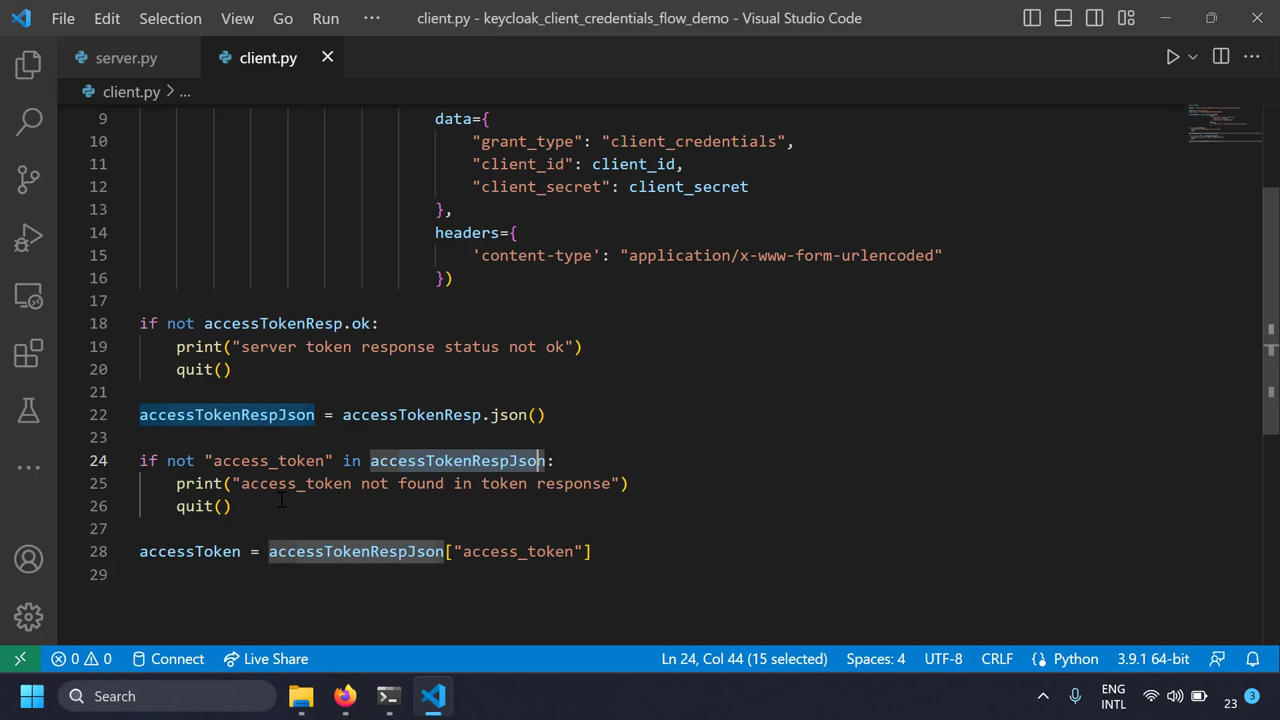 File Edit Selection View Go Run ··· client.py - keycloak_client_credentials_flow_demo - Visual Studio Code
server.py client.py
client.py > ...
9 data={
10 "grant_type": "client_credentials",
11 "client_id": client_id,
12 "client_secret": client_secret
13 },
14 headers={
15 'content-type': "application/x-www-form-urlencoded"
16 })
17
18 if not accessTokenResp.ok:
19 print("server token response status not ok")
20 quit()
21
22 accessTokenRespJson = accessTokenResp.json()
23
24 if not "access_token" in accessTokenRespJson:
25 print("access_token not found in token response")
26 quit()
27
28 accessToken = accessTokenRespJson["access_token"]
29
0 0 Connect Live Share Ln 24, Col 44 (15 selected) Spaces: 4 UTF-8 CRLF Python 3.9.1 64-bit
Search ENG INTL 23 3